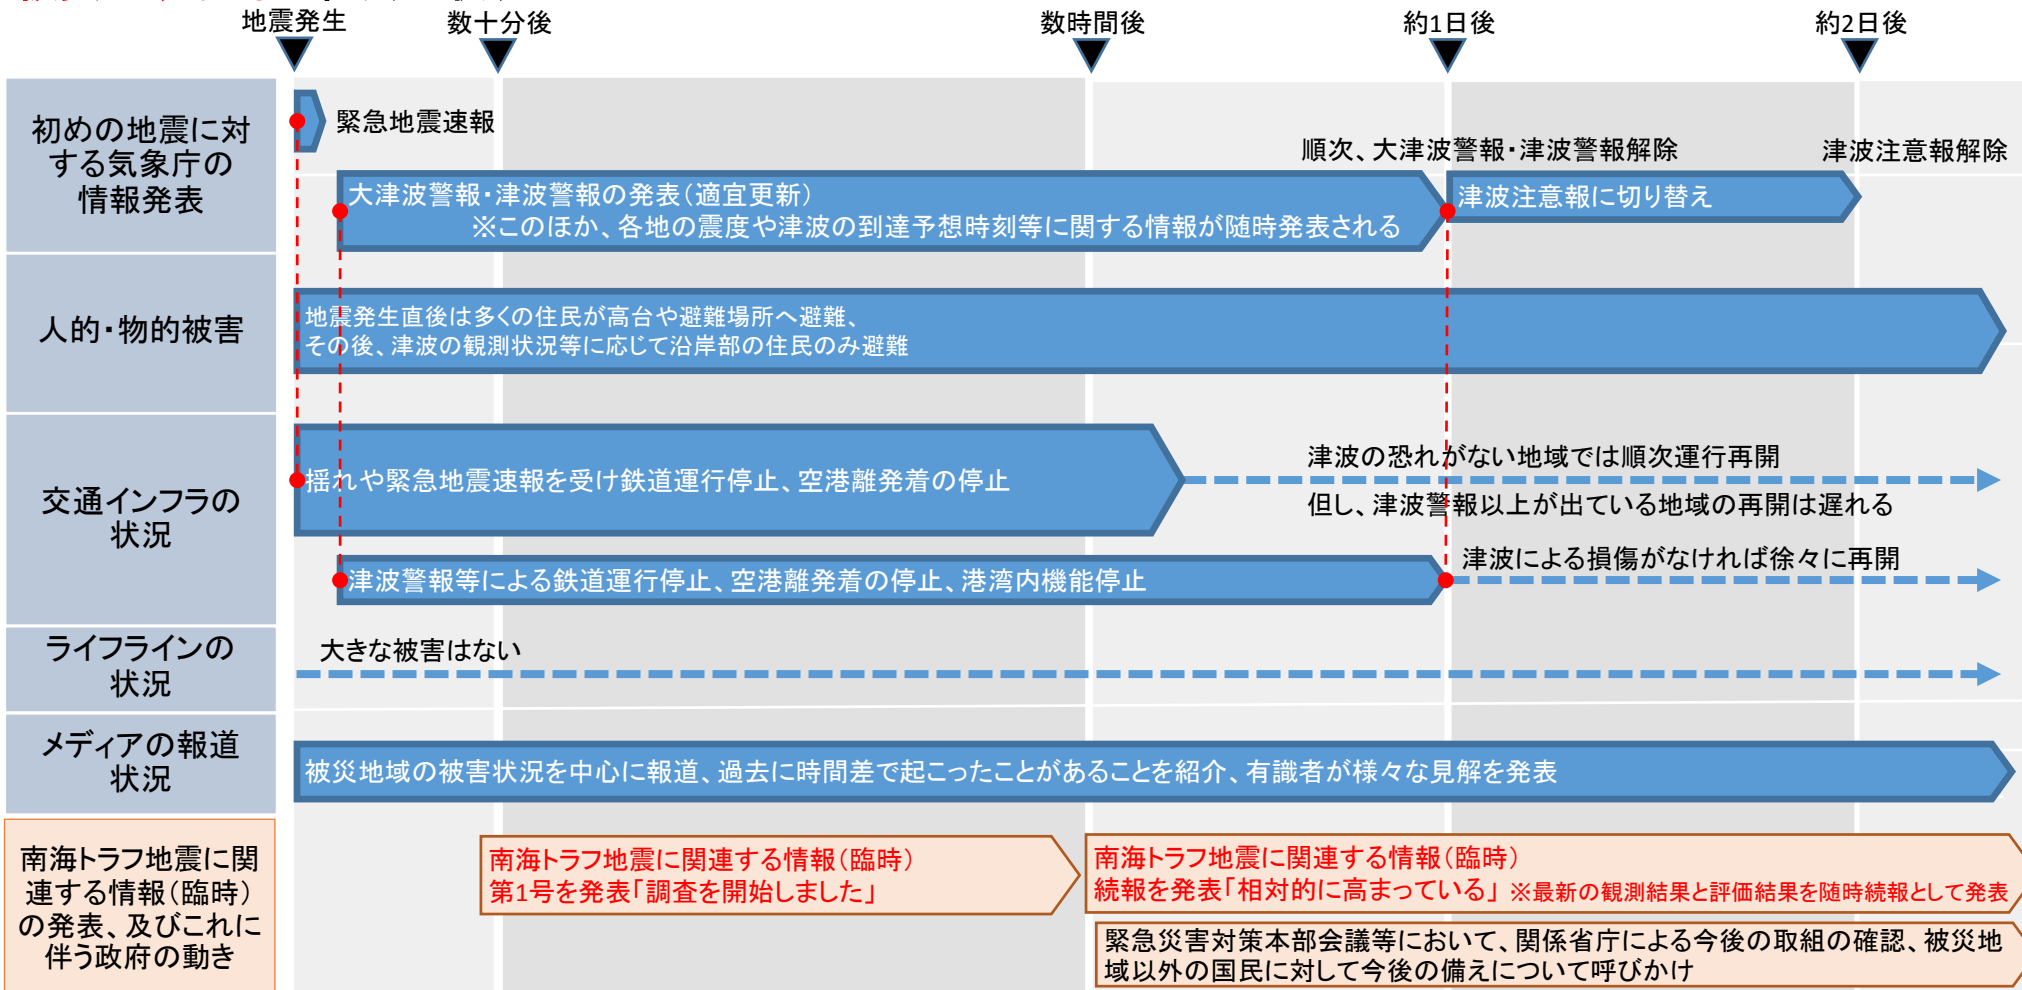 地震発生
数十分後
数時間後
約1日後
約2日後
初めの地震に対
する気象庁の
情報発表
緊急地震速報
順次、大津波警報・津波警報解除
津波注意報解除
大津波警報・津波警報の発表（適宜更新）
※このほか、各地の震度や津波の到達予想時刻等に関する情報が随時発表される
津波注意報に切り替え
人的・物的被害
地震発生直後は多くの住民が高台や避難場所へ避難、
その後、津波の観測状況等に応じて沿岸部の住民のみ避難
交通インフラの
状況
揺れや緊急地震速報を受け鉄道運行停止、空港離発着の停止
津波の恐れがない地域では順次運行再開
但し、津波警報以上が出ている地域の再開は遅れる
津波警報等による鉄道運行停止、空港離発着の停止、港湾内機能停止
津波による損傷がなければ徐々に再開
ライフラインの
状況
大きな被害はない
メディアの報道
状況
被災地域の被害状況を中心に報道、過去に時間差で起こったことがあることを紹介、有識者が様々な見解を発表
南海トラフ地震に関
連する情報（臨時）
の発表、及びこれに
伴う政府の動き
南海トラフ地震に関連する情報（臨時）
第1号を発表「調査を開始しました」
南海トラフ地震に関連する情報（臨時）
続報を発表「相対的に高まっている」 ※最新の観測結果と評価結果を随時続報として発表
緊急災害対策本部会議等において、関係省庁による今後の取組の確認、被災地
域以外の国民に対して今後の備えについて呼びかけ